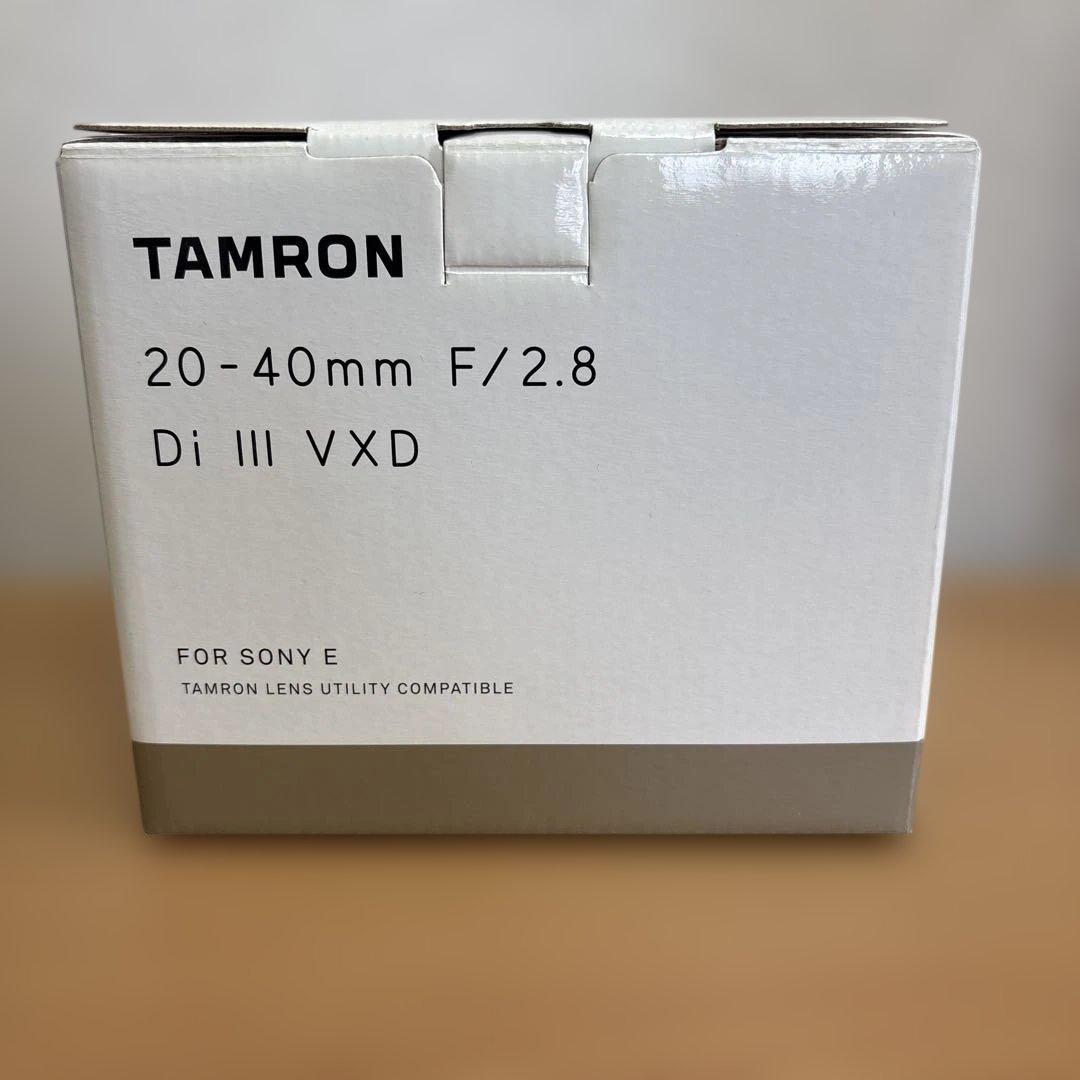 TAMRON
20-40mm F/2.8
Di III VXD
FOR SONY E
TAMRON LENS UTILITY COMPATIBLE